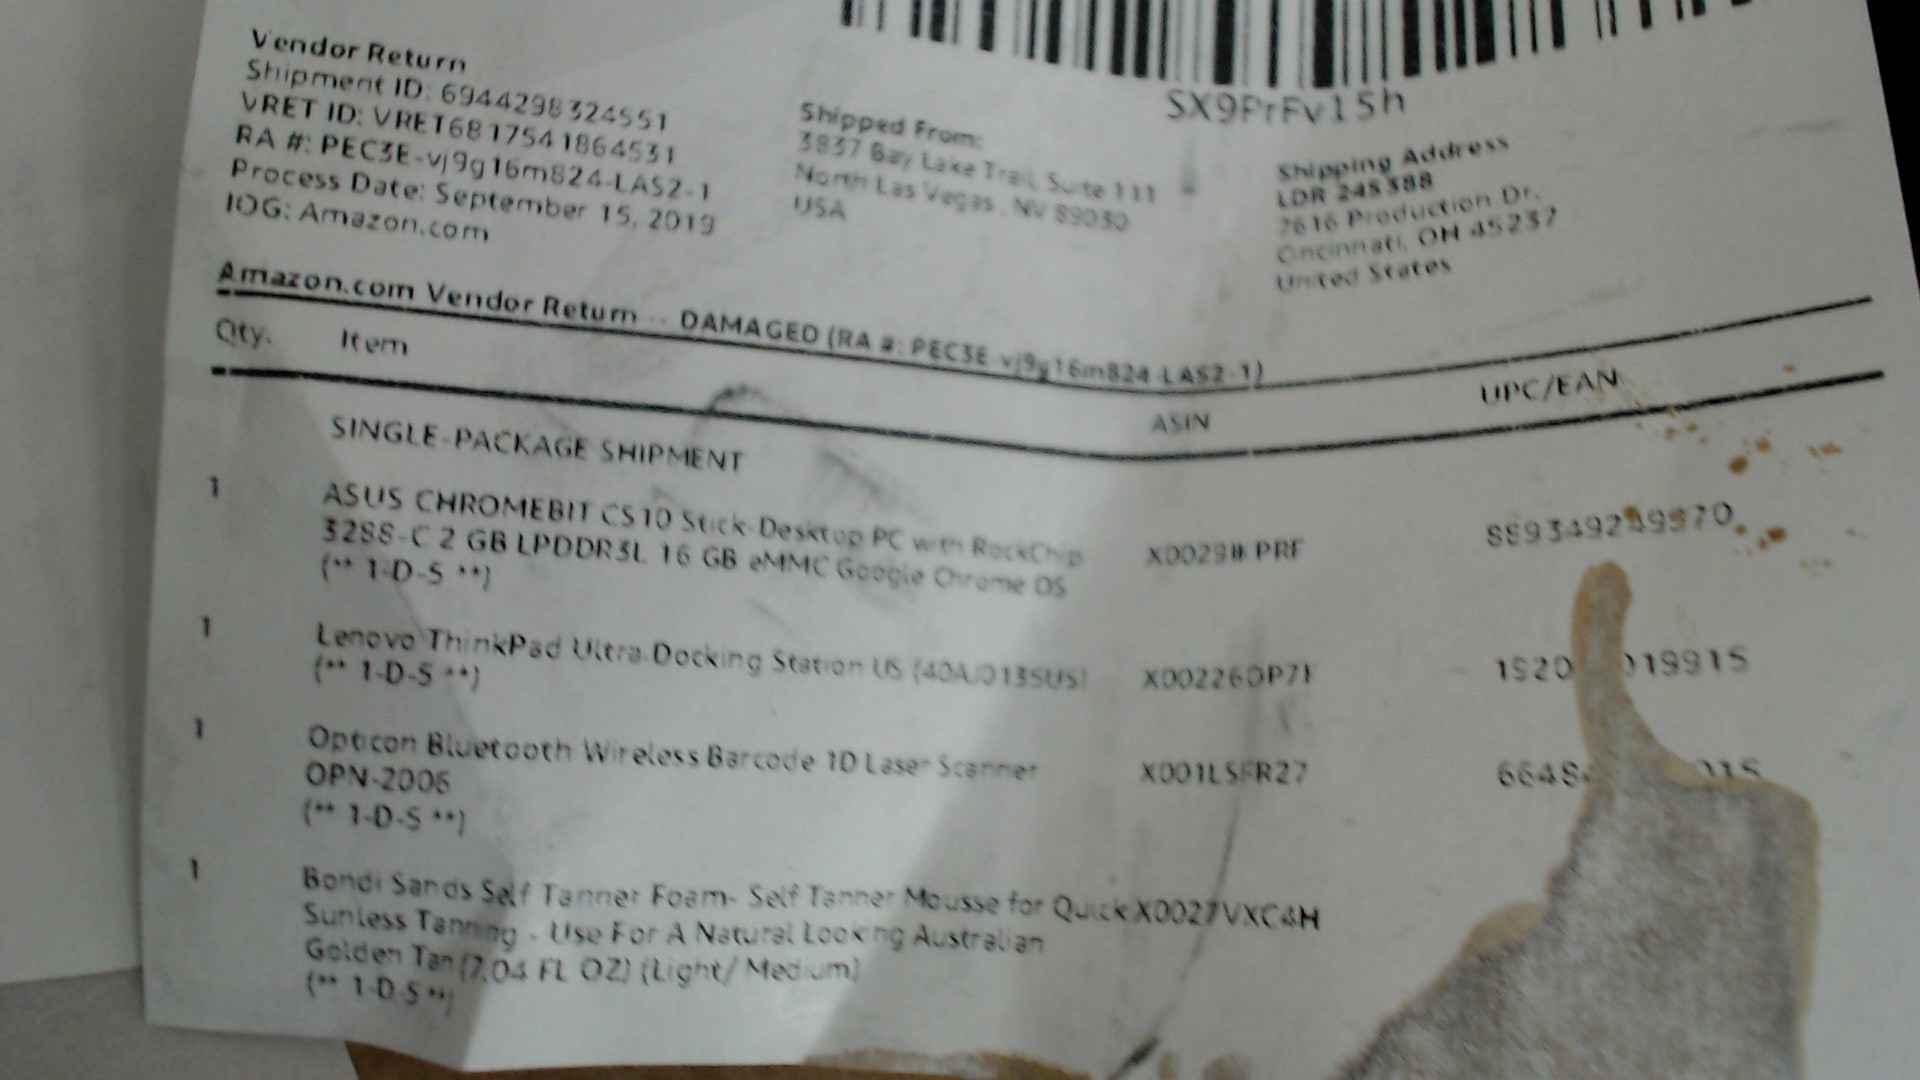 SX9PrFv15h
Vendor Return
Shipment ID: 6944298324551
VRET ID: VRET6817541864531
RA #: PEC3E-vj9g16m824-LAS2-1
Process Date: September 15, 2019
IOG: Amazon.com
Shipped From:
3837 Bay Lake Trail, Suite 111
North Las Vegas, NV 89030
USA
Shipping Address
LDR 245388
7616 Production Dr.
Cincinnati, OH 45237
United States
Amazon.com Vendor Return -- DAMAGED (RA #: PEC3E-vj9g16m824-LAS2-1)
Qty. Item ASIN UPC/EAN
SINGLE-PACKAGE SHIPMENT
1 ASUS CHROMEBIT CS10 Stick-Desktop PC with RockChip 889349249970
3288-C 2 GB LPDDR3L 16 GB eMMC Google Chrome OS
(** 1-D-S **)
1 Lenovo ThinkPad Ultra Docking Station US (40AJ0135US) X002260P7F
(** 1-D-S **)
1 Opticon Bluetooth Wireless Barcode 1D Laser Scanner X001LSFR27
OPN-2006
(** 1-D-S **)
1 Bondi Sands Self Tanner Foam- Self Tanner Mousse for Quick X0027VXC4H
Sunless Tanning - Use For A Natural Looking Australian
Golden Tan (7.04 FL OZ) (Light/ Medium)
(** 1-D-S **)